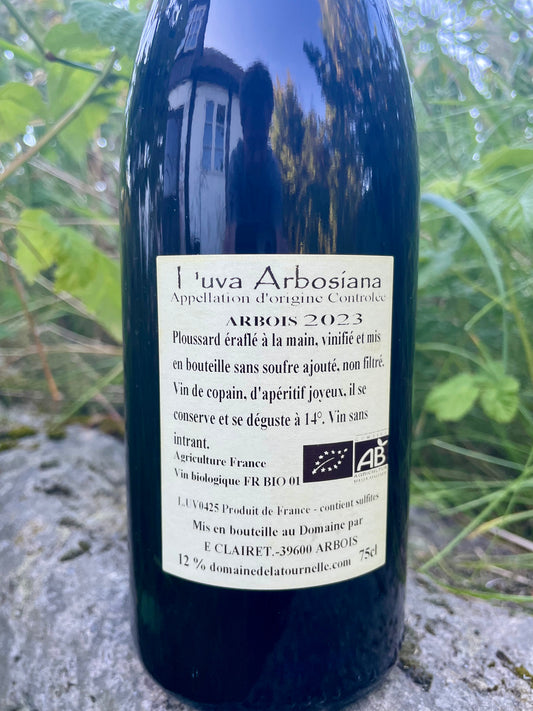 L'uva Arbosiana
Appellation d'origine Controlée
ARBOIS 2023
Ploussard éraflé à la main, vinifié et mis
en bouteille sans soufre ajouté, non filtré.
Vin de copain, d'apéritif joyeux, il se
conserve et se déguste à 14°. Vin sans
intrant.
Agriculture France
Vin biologique FR BIO 01
AB
L.UV0425 Produit de France - contient sulfites
Mis en bouteille au Domaine par
E CLAIRET.-39600 ARBOIS
12 % domainedelatournelle.com 75cl